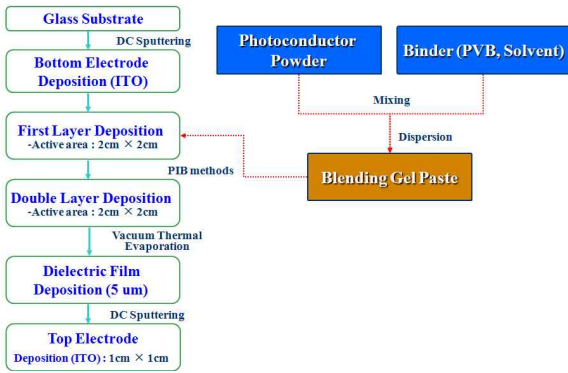 Glass Substrate
DC Sputtering
Bottom Electrode
Deposition (ITO)
First Layer Deposition
-Active area : 2cm × 2cm
Double Layer Deposition
-Active area : 2cm × 2cm
Vacuum Thermal
Evaporation
Dielectric Film
Deposition (5 um)
DC Sputtering
Top Electrode
Deposition (ITO) : 1cm × 1cm
Photoconductor
Powder
Binder (PVB, Solvent)
Mixing
Dispersion
Blending Gel Paste
PIB methods